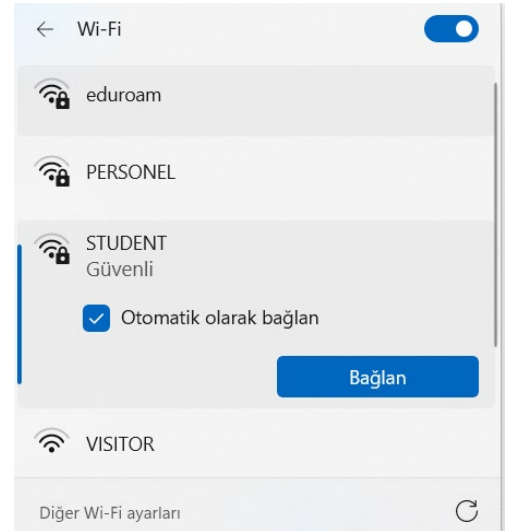 Wi-Fi
eduroam
PERSONEL
STUDENT
Güvenli
Otomatik olarak bağlan
Bağlan
VISITOR
Diğer Wi-Fi ayarları